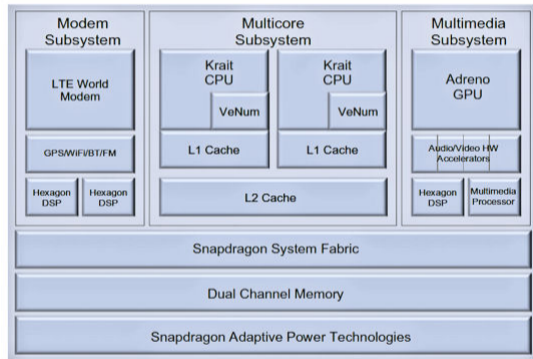 Modem
Subsystem
LTE World
Modem
GPS/WiFi/BT/FM
Hexagon
DSP
Hexagon
DSP
Multicore
Subsystem
Krait
CPU
VeNum
L1 Cache
Krait
CPU
VeNum
L1 Cache
L2 Cache
Multimedia
Subsystem
Adreno
GPU
Audio/Video HW
Accelerators
Hexagon
DSP
Multimedia
Processor
Snapdragon System Fabric
Dual Channel Memory
Snapdragon Adaptive Power Technologies